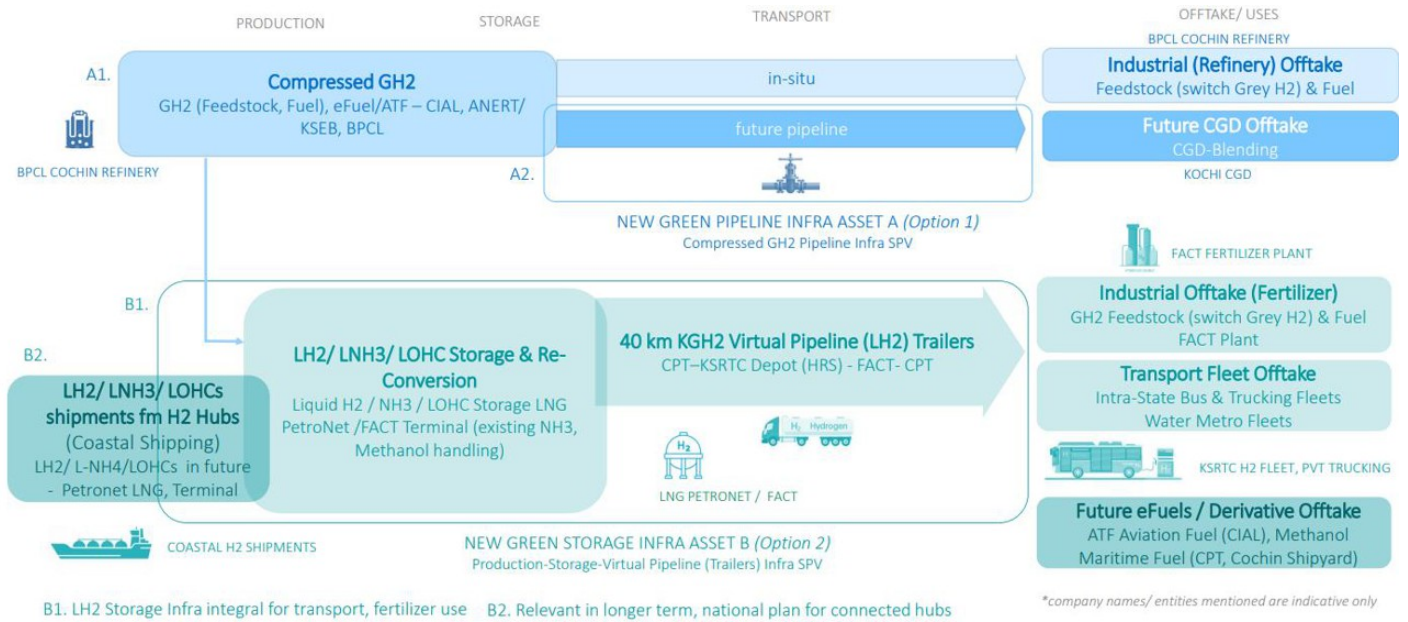 PRODUCTION
STORAGE
TRANSPORT
OFFTAKE/ USES
BPCL COCHIN REFINERY
A1.
Compressed GH2
GH2 (Feedstock, Fuel), eFuel/ATF – CIAL, ANERT/
KSEB, BPCL
in-situ
Industrial (Refinery) Offtake
Feedstock (switch Grey H2) & Fuel
BPCL COCHIN REFINERY
future pipeline
Future CGD Offtake
CGD-Blending
KOCHI CGD
A2.
NEW GREEN PIPELINE INFRA ASSET A (Option 1)
Compressed GH2 Pipeline Infra SPV
FACT FERTILIZER PLANT
B1.
Industrial Offtake (Fertilizer)
GH2 Feedstock (switch Grey H2) & Fuel
FACT Plant
LH2/ LNH3/ LOHC Storage & Re-
Conversion
Liquid H2 / NH3 / LOHC Storage LNG
PetroNet /FACT Terminal (existing NH3,
Methanol handling)
40 km KGH2 Virtual Pipeline (LH2) Trailers
CPT–KSRTC Depot (HRS) - FACT- CPT
Transport Fleet Offtake
Intra-State Bus & Trucking Fleets
Water Metro Fleets
B2.
LH2/ LNH3/ LOHCs
shipments fm H2 Hubs
(Coastal Shipping)
LH2/ L-NH4/LOHCs in future
- Petronet LNG, Terminal
H2
H2 Hydrogen
LNG PETRONET / FACT
KSRTC H2 FLEET, PVT TRUCKING
Future eFuels / Derivative Offtake
ATF Aviation Fuel (CIAL), Methanol
Maritime Fuel (CPT, Cochin Shipyard)
COASTAL H2 SHIPMENTS
NEW GREEN STORAGE INFRA ASSET B (Option 2)
Production-Storage-Virtual Pipeline (Trailers) Infra SPV
B1. LH2 Storage Infra integral for transport, fertilizer use
B2. Relevant in longer term, national plan for connected hubs
*company names/ entities mentioned are indicative only